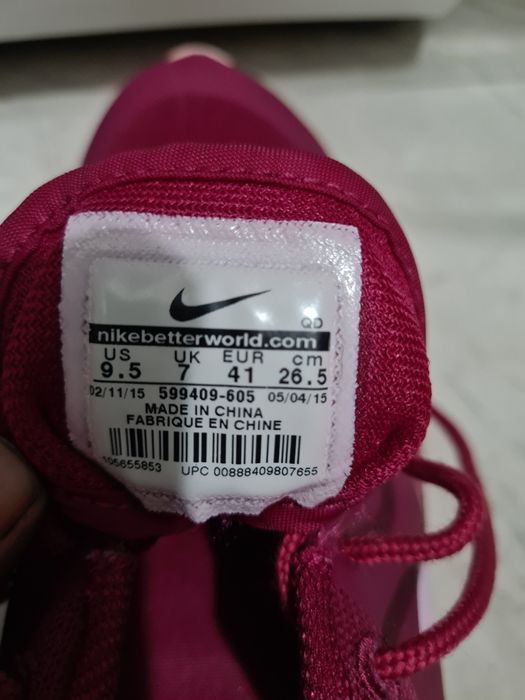 QD
nikebetterworld.com
US UK EUR cm
9.5 7 41 26.5
02/11/15 599409-605 05/04/15
MADE IN CHINA
FABRIQUE EN CHINE
105655853 UPC 00888409807655